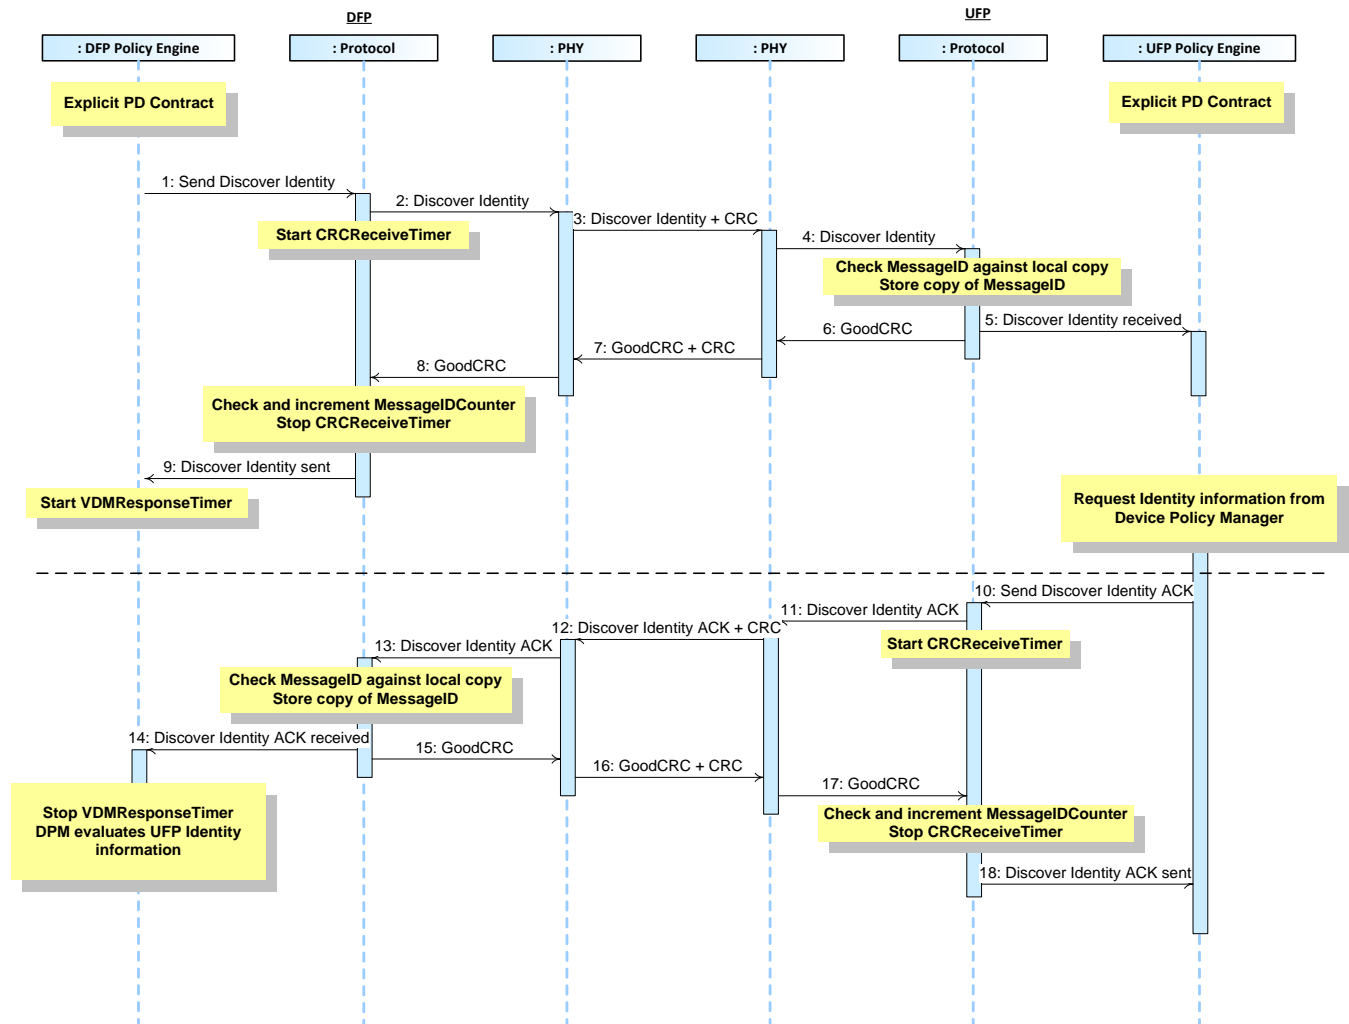 DFP
UFP
: DFP Policy Engine
: Protocol
: PHY
: PHY
: Protocol
: UFP Policy Engine
Explicit PD Contract
Explicit PD Contract
1: Send Discover Identity
2: Discover Identity
3: Discover Identity + CRC
Start CRCReceiveTimer
4: Discover Identity
Check MessageID against local copy
Store copy of MessageID
5: Discover Identity received
6: GoodCRC
7: GoodCRC + CRC
8: GoodCRC
Check and increment MessageIDCounter
Stop CRCReceiveTimer
9: Discover Identity sent
Start VDMResponseTimer
Request Identity information from
Device Policy Manager
10: Send Discover Identity ACK
11: Discover Identity ACK
12: Discover Identity ACK + CRC
Start CRCReceiveTimer
13: Discover Identity ACK
Check MessageID against local copy
Store copy of MessageID
14: Discover Identity ACK received
15: GoodCRC
16: GoodCRC + CRC
17: GoodCRC
Stop VDMResponseTimer
DPM evaluates UFP Identity
information
Check and increment MessageIDCounter
Stop CRCReceiveTimer
18: Discover Identity ACK sent